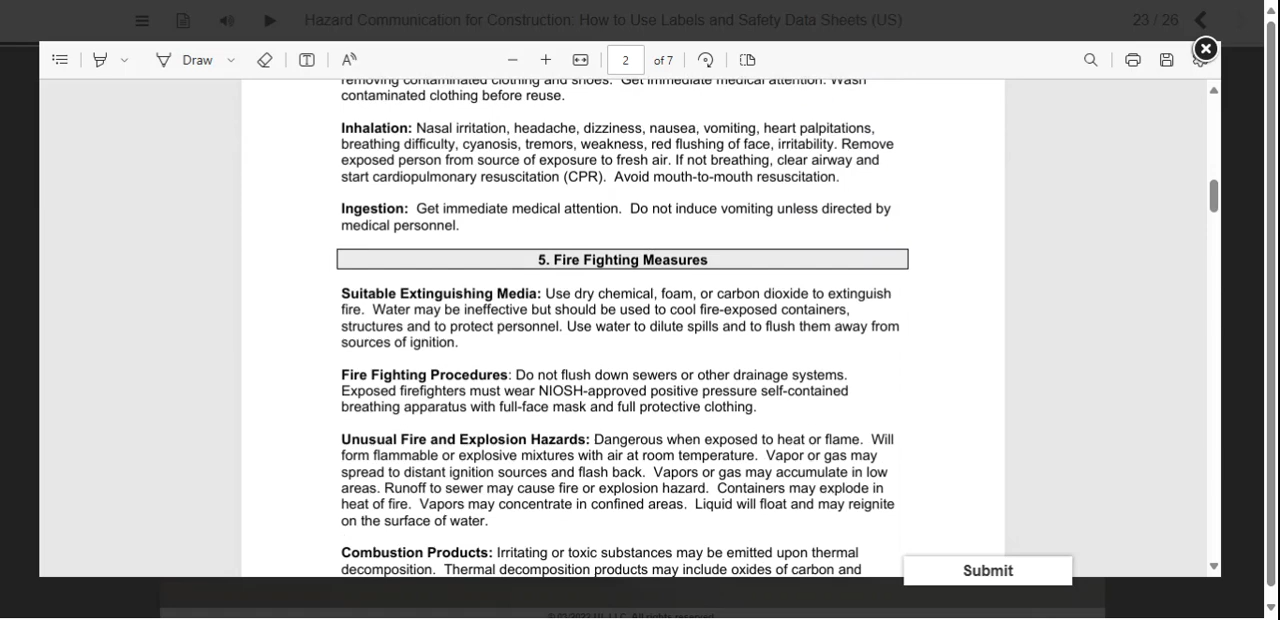 Hazard Communication for Construction: How to Use Labels and Safety Data Sheets (US)
23 / 26
Draw
2
of 7
removing contaminated clothing and shoes. Get immediate medical attention. Wash
contaminated clothing before reuse.
Inhalation: Nasal irritation, headache, dizziness, nausea, vomiting, heart palpitations,
breathing difficulty, cyanosis, tremors, weakness, red flushing of face, irritability. Remove
exposed person from source of exposure to fresh air. If not breathing, clear airway and
start cardiopulmonary resuscitation (CPR). Avoid mouth-to-mouth resuscitation.
Ingestion: Get immediate medical attention. Do not induce vomiting unless directed by
medical personnel.
5. Fire Fighting Measures
Suitable Extinguishing Media: Use dry chemical, foam, or carbon dioxide to extinguish
fire. Water may be ineffective but should be used to cool fire-exposed containers,
structures and to protect personnel. Use water to dilute spills and to flush them away from
sources of ignition.
Fire Fighting Procedures: Do not flush down sewers or other drainage systems.
Exposed firefighters must wear NIOSH-approved positive pressure self-contained
breathing apparatus with full-face mask and full protective clothing.
Unusual Fire and Explosion Hazards: Dangerous when exposed to heat or flame. Will
form flammable or explosive mixtures with air at room temperature. Vapor or gas may
spread to distant ignition sources and flash back. Vapors or gas may accumulate in low
areas. Runoff to sewer may cause fire or explosion hazard. Containers may explode in
heat of fire. Vapors may concentrate in confined areas. Liquid will float and may reignite
on the surface of water.
Combustion Products: Irritating or toxic substances may be emitted upon thermal
decomposition. Thermal decomposition products may include oxides of carbon and
Submit
All rights reserved